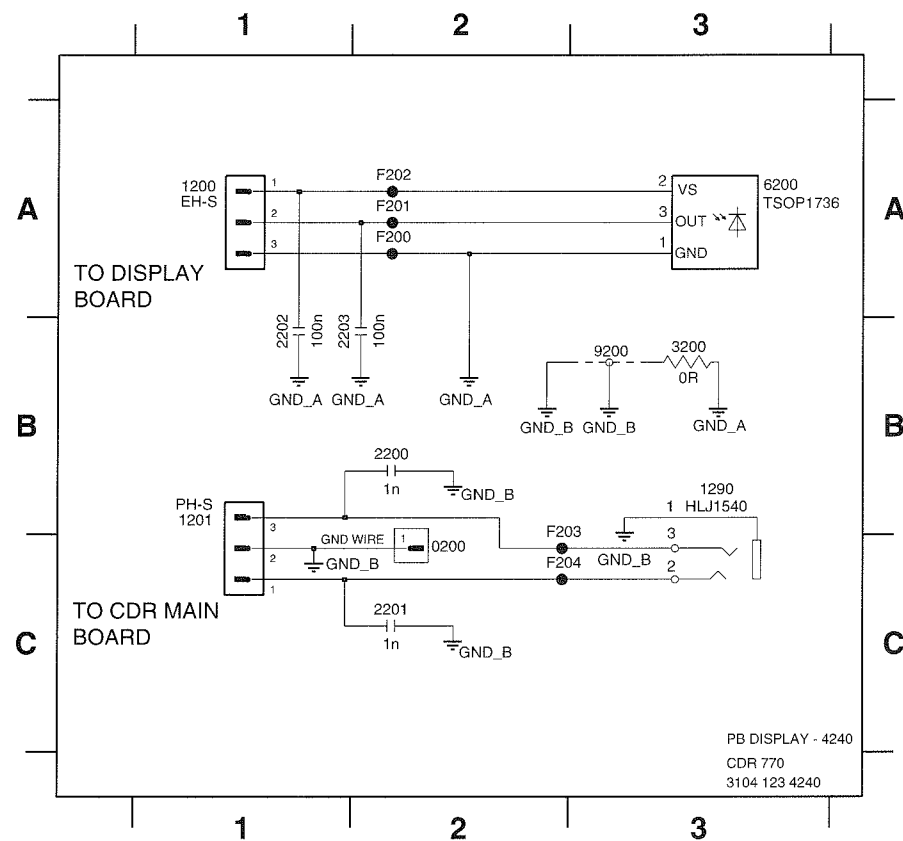 1 2 3
A A
F202
1200 1 2 VS 6200
EH-S TSOP1736
F201
2 3 OUT
F200
3 1 GND
TO DISPLAY
BOARD
2202 100n 2203 100n
9200 3200
0R
GND_A GND_A GND_A
GND_B GND_B GND_A
B B
2200
1n GND_B
PH-S 1290
1201 1 HLJ1540
3 F203 3
GND WIRE 1 0200 GND_B
2 GND_B F204 2
1
TO CDR MAIN
BOARD
2201
1n GND_B
C C
PB DISPLAY - 4240
CDR 770
3104 123 4240
1 2 3